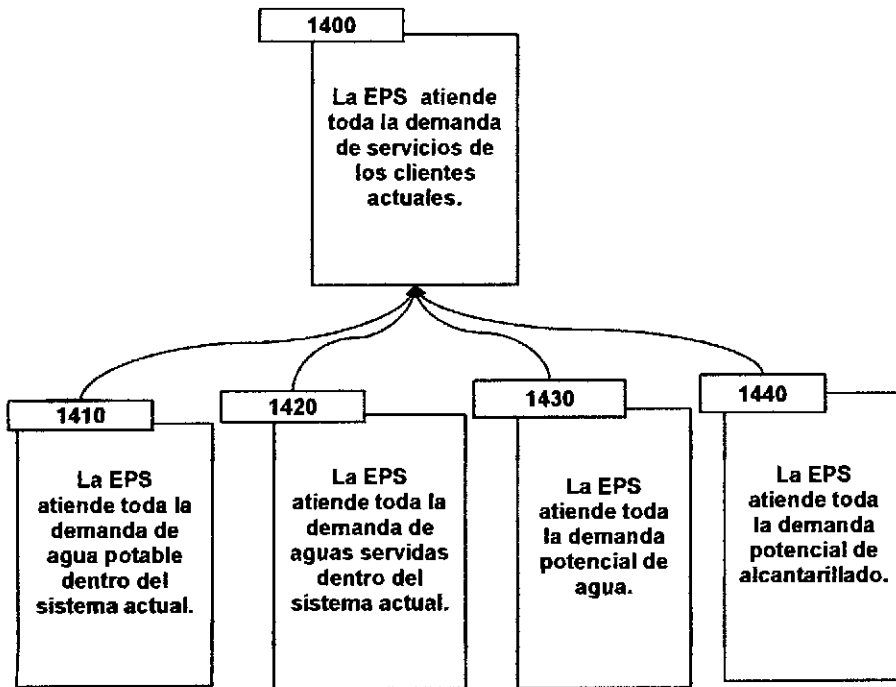 1400
La EPS atiende
toda la demanda
de servicios de
los clientes
actuales.
1410
La EPS
atiende toda la
demanda de
agua potable
dentro del
sistema actual.
1420
La EPS
atiende toda la
demanda de
aguas servidas
dentro del
sistema actual.
1430
La EPS
atiende toda
la demanda
potencial de
agua.
1440
La EPS
atiende toda
la demanda
potencial de
alcantarillado.